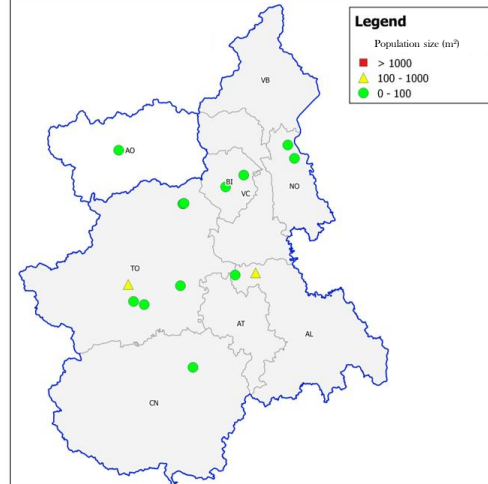 Legend
Population size (m²)
> 1000
100 - 1000
0 - 100
VB
AO
BI
VC
NO
TO
AT
AL
CN